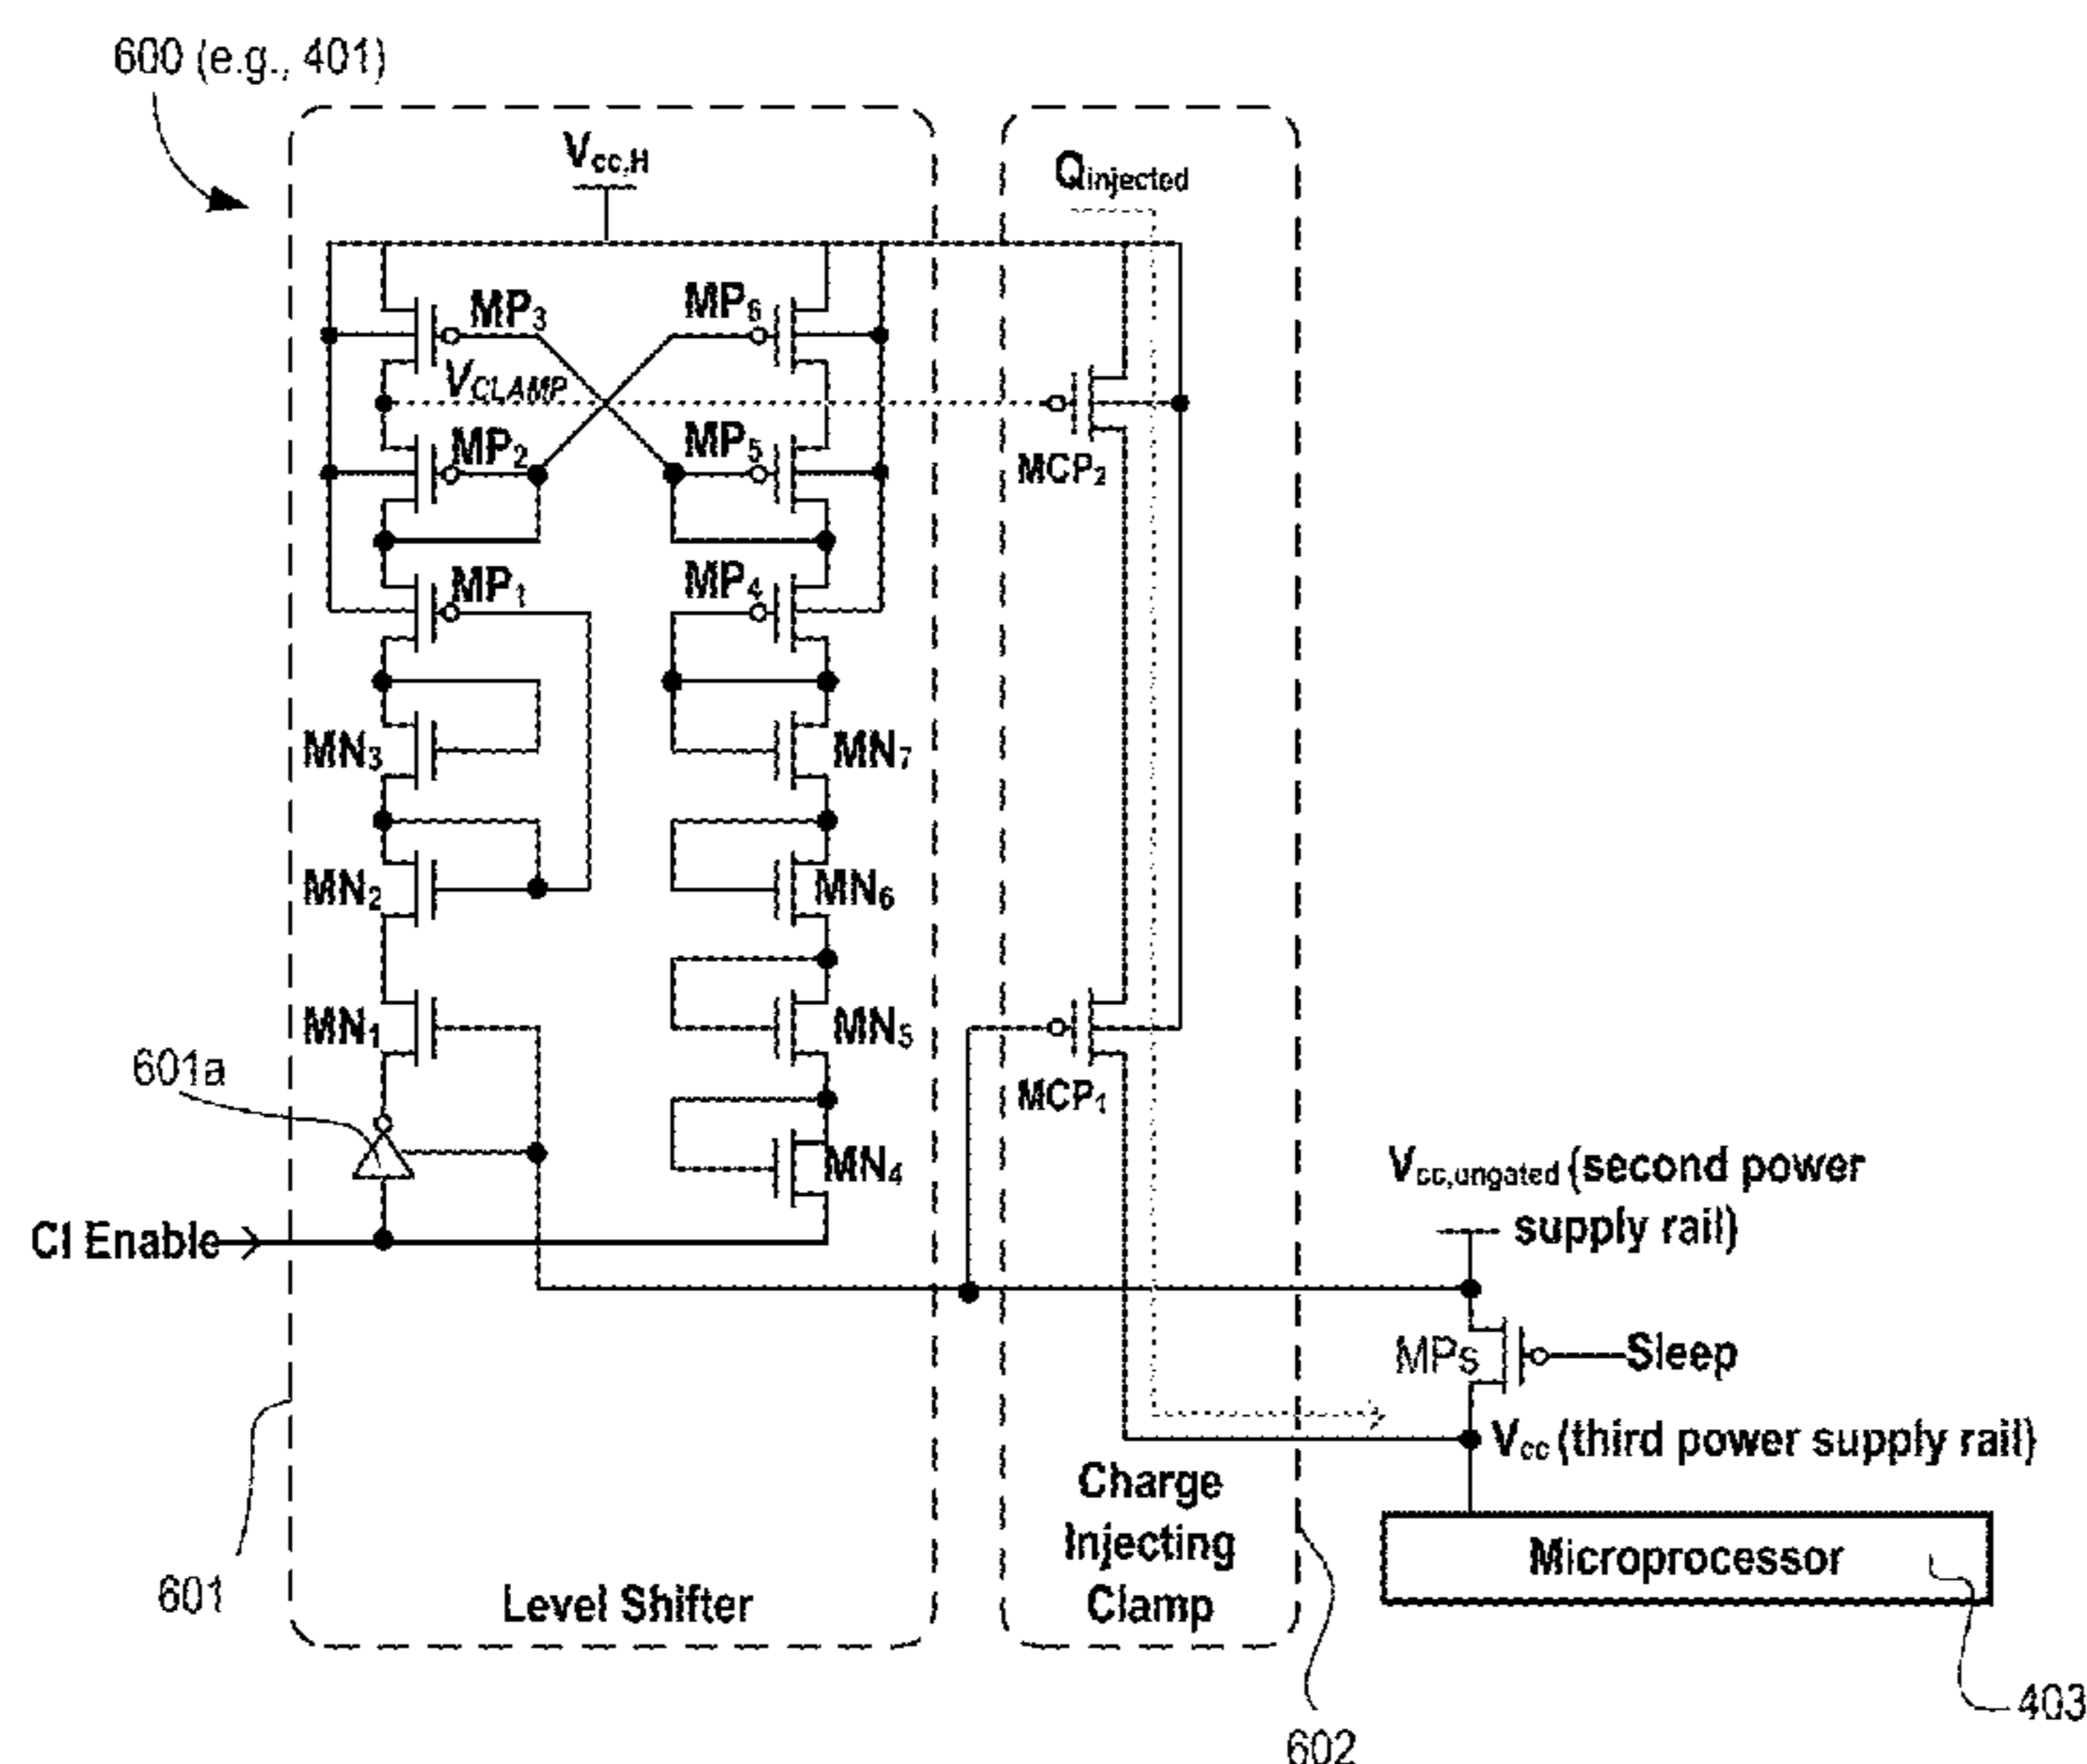 600 (e.g., 401)
Vcc,H
Qinjected
MP3
MP6
VCLAMP
MP2
MP5
MCP2
MP1
MP4
MN3
MN7
MN2
MN6
MN1
MN5
601a
MCP1
MN4
Vcc,ungated (second power
supply rail)
CI Enable
MPs
Sleep
Vcc (third power supply rail)
Charge
Injecting
Clamp
Microprocessor
601
Level Shifter
403
602